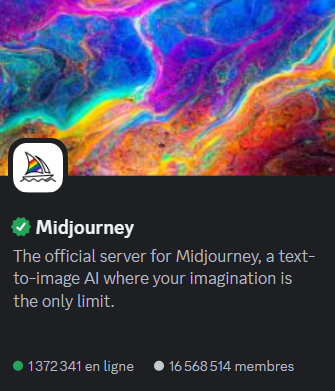 Midjourney
The official server for Midjourney, a text-
to-image AI where your imagination is
the only limit.
1 372 341 en ligne 16 568 514 membres